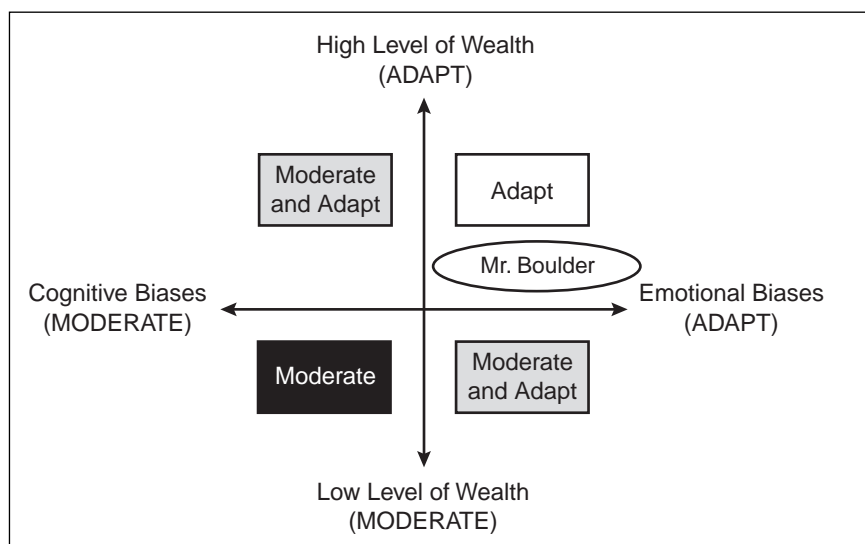 High Level of Wealth
(ADAPT)
Moderate
and Adapt
Adapt
Mr. Boulder
Cognitive Biases
(MODERATE)
Emotional Biases
(ADAPT)
Moderate
Moderate
and Adapt
Low Level of Wealth
(MODERATE)